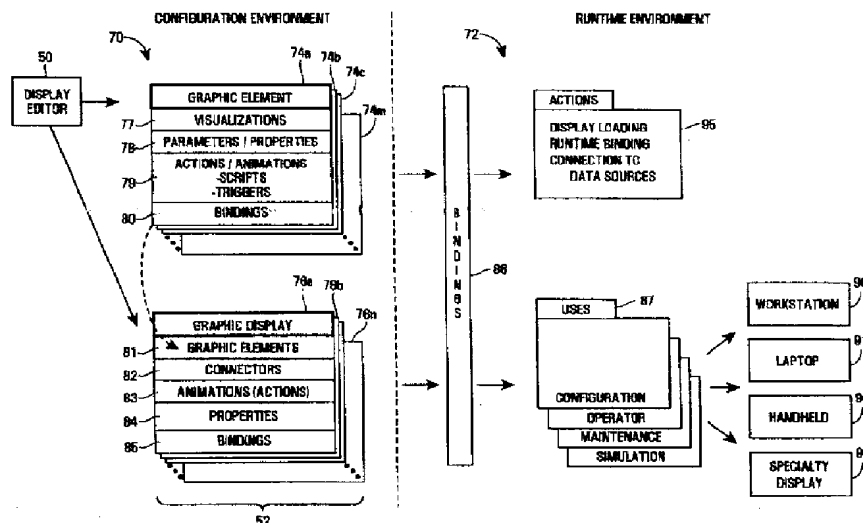 CONFIGURATION ENVIRONMENT
RUNTIME ENVIRONMENT
70
72
50
DISPLAY
EDITOR
74a
74b
74c
74m
GRAPHIC ELEMENT
VISUALIZATIONS
77
PARAMETERS / PROPERTIES
78
ACTIONS / ANIMATIONS
-SCRIPTS
-TRIGGERS
79
BINDINGS
80
ACTIONS
DISPLAY LOADING
RUNTIME BINDING
CONNECTION TO
DATA SOURCES
95
BINDINGS
86
76a
76b
76n
GRAPHIC DISPLAY
GRAPHIC ELEMENTS
81
CONNECTORS
82
ANIMATIONS (ACTIONS)
83
PROPERTIES
84
BINDINGS
85
52
USES
87
CONFIGURATION
OPERATOR
MAINTENANCE
SIMULATION
WORKSTATION
LAPTOP
HANDHELD
SPECIALTY
DISPLAY